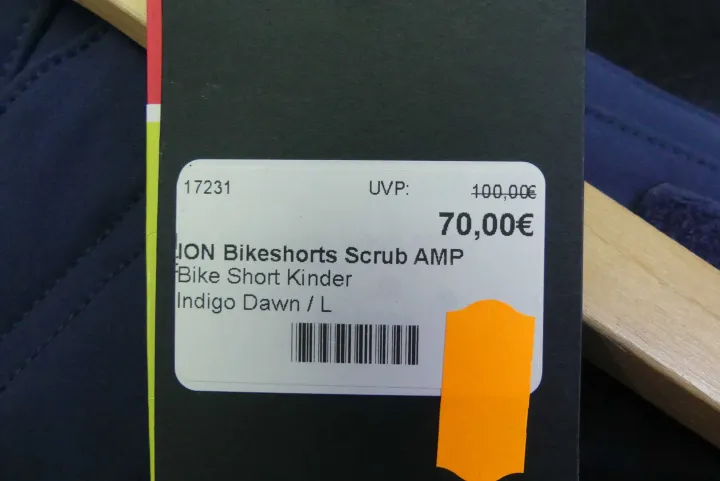 17231 UVP: 100,00€
70,00€
ION Bikeshorts Scrub AMP
Bike Short Kinder
Indigo Dawn / L